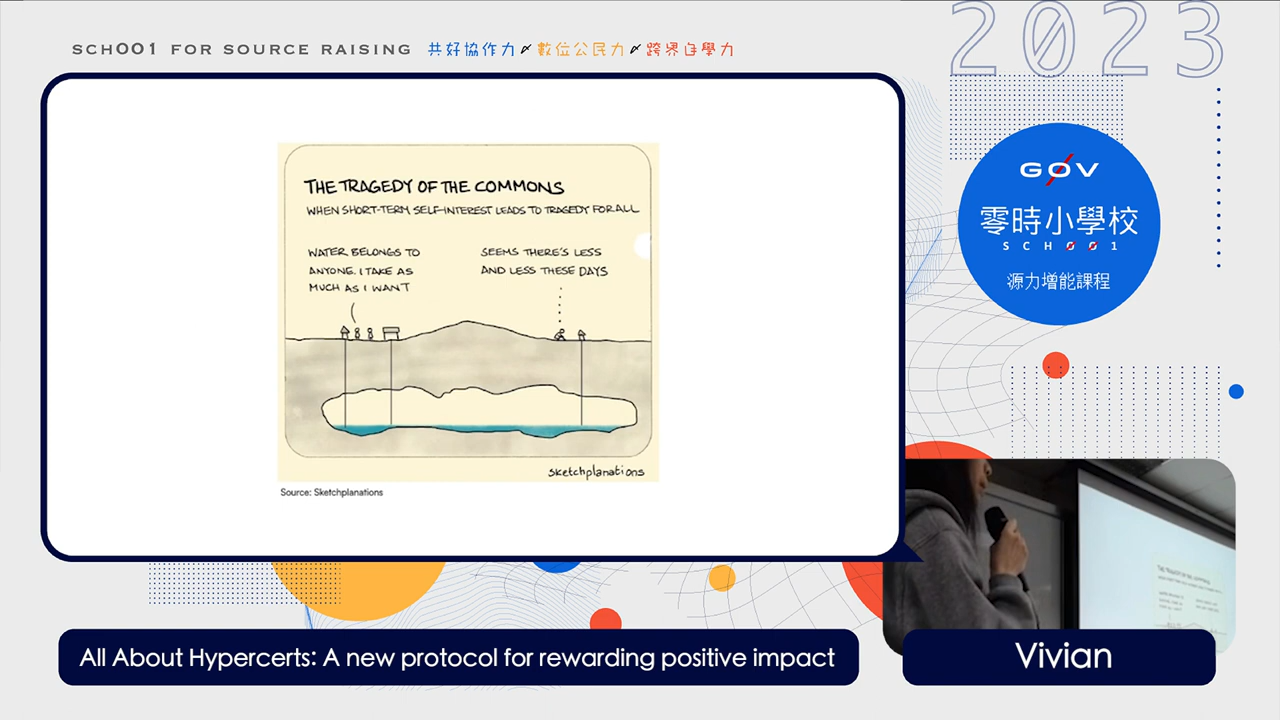 SCH001 FOR SOURCE RAISING 共好協作力 數位公民力 跨界自學力
2023
THE TRAGEDY OF THE COMMONS
WHEN SHORT-TERM SELF-INTEREST LEADS TO TRAGEDY FOR ALL
WATER BELONGS TO
ANYONE. I TAKE AS
MUCH AS I WANT
SEEMS THERE'S LESS
AND LESS THESE DAYS
sketchplanations
Source: Sketchplanations
G0V
零時小學校
SCH001
源力增能課程
All About Hypercerts: A new protocol for rewarding positive impact
Vivian